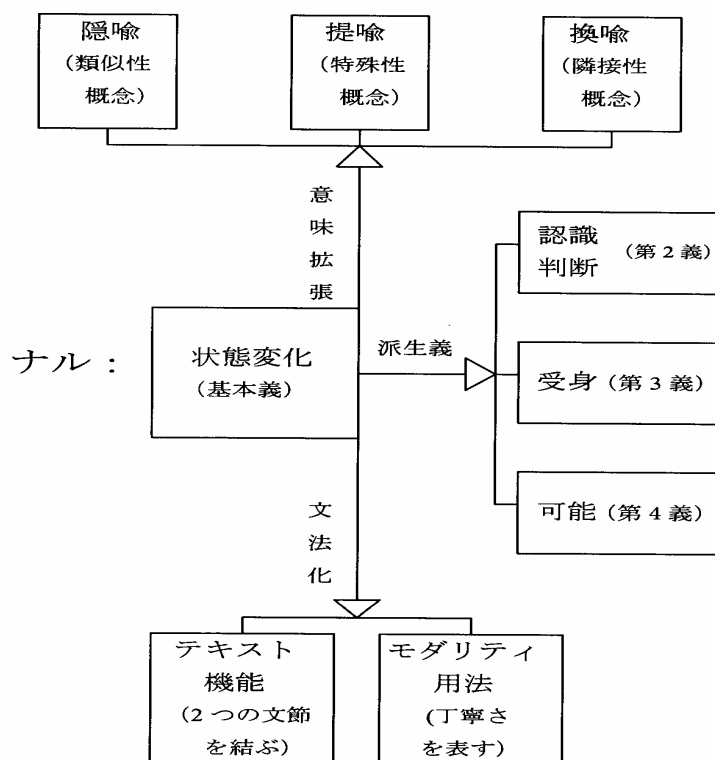 隠喩
(類似性
概念)
提喩
(特殊性
概念)
換喩
(隣接性
概念)
意味拡張
認識
判断
(第2義)
ナル：
状態変化
(基本義)
派生義
受身(第3義)
可能(第4義)
文法化
テキスト
機能
(2つの文節
を結ぶ)
モダリティ
用法
(丁寧さ
を表す)